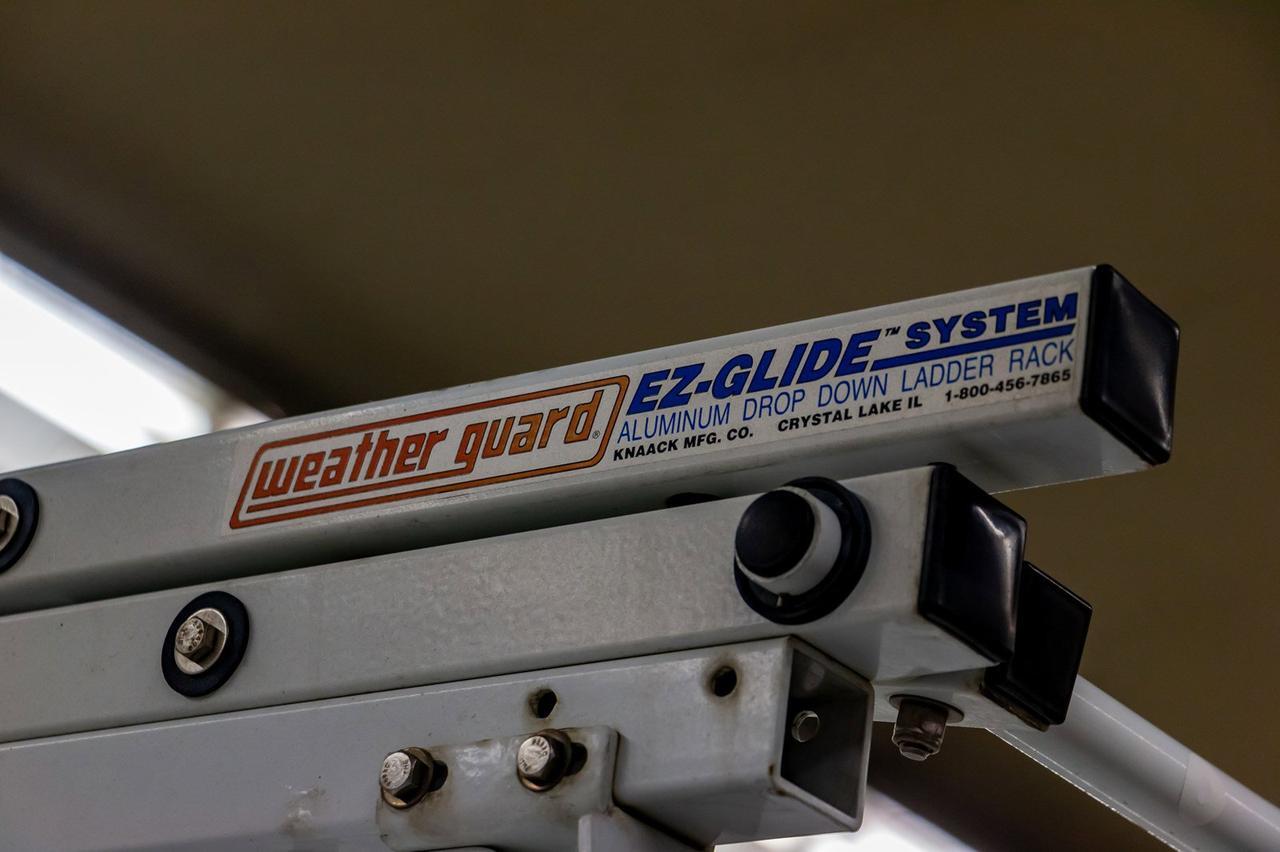 weather guard®
EZ-GLIDE™ SYSTEM
ALUMINUM DROP DOWN LADDER RACK
KNAACK MFG. CO. CRYSTAL LAKE IL 1-800-456-7865